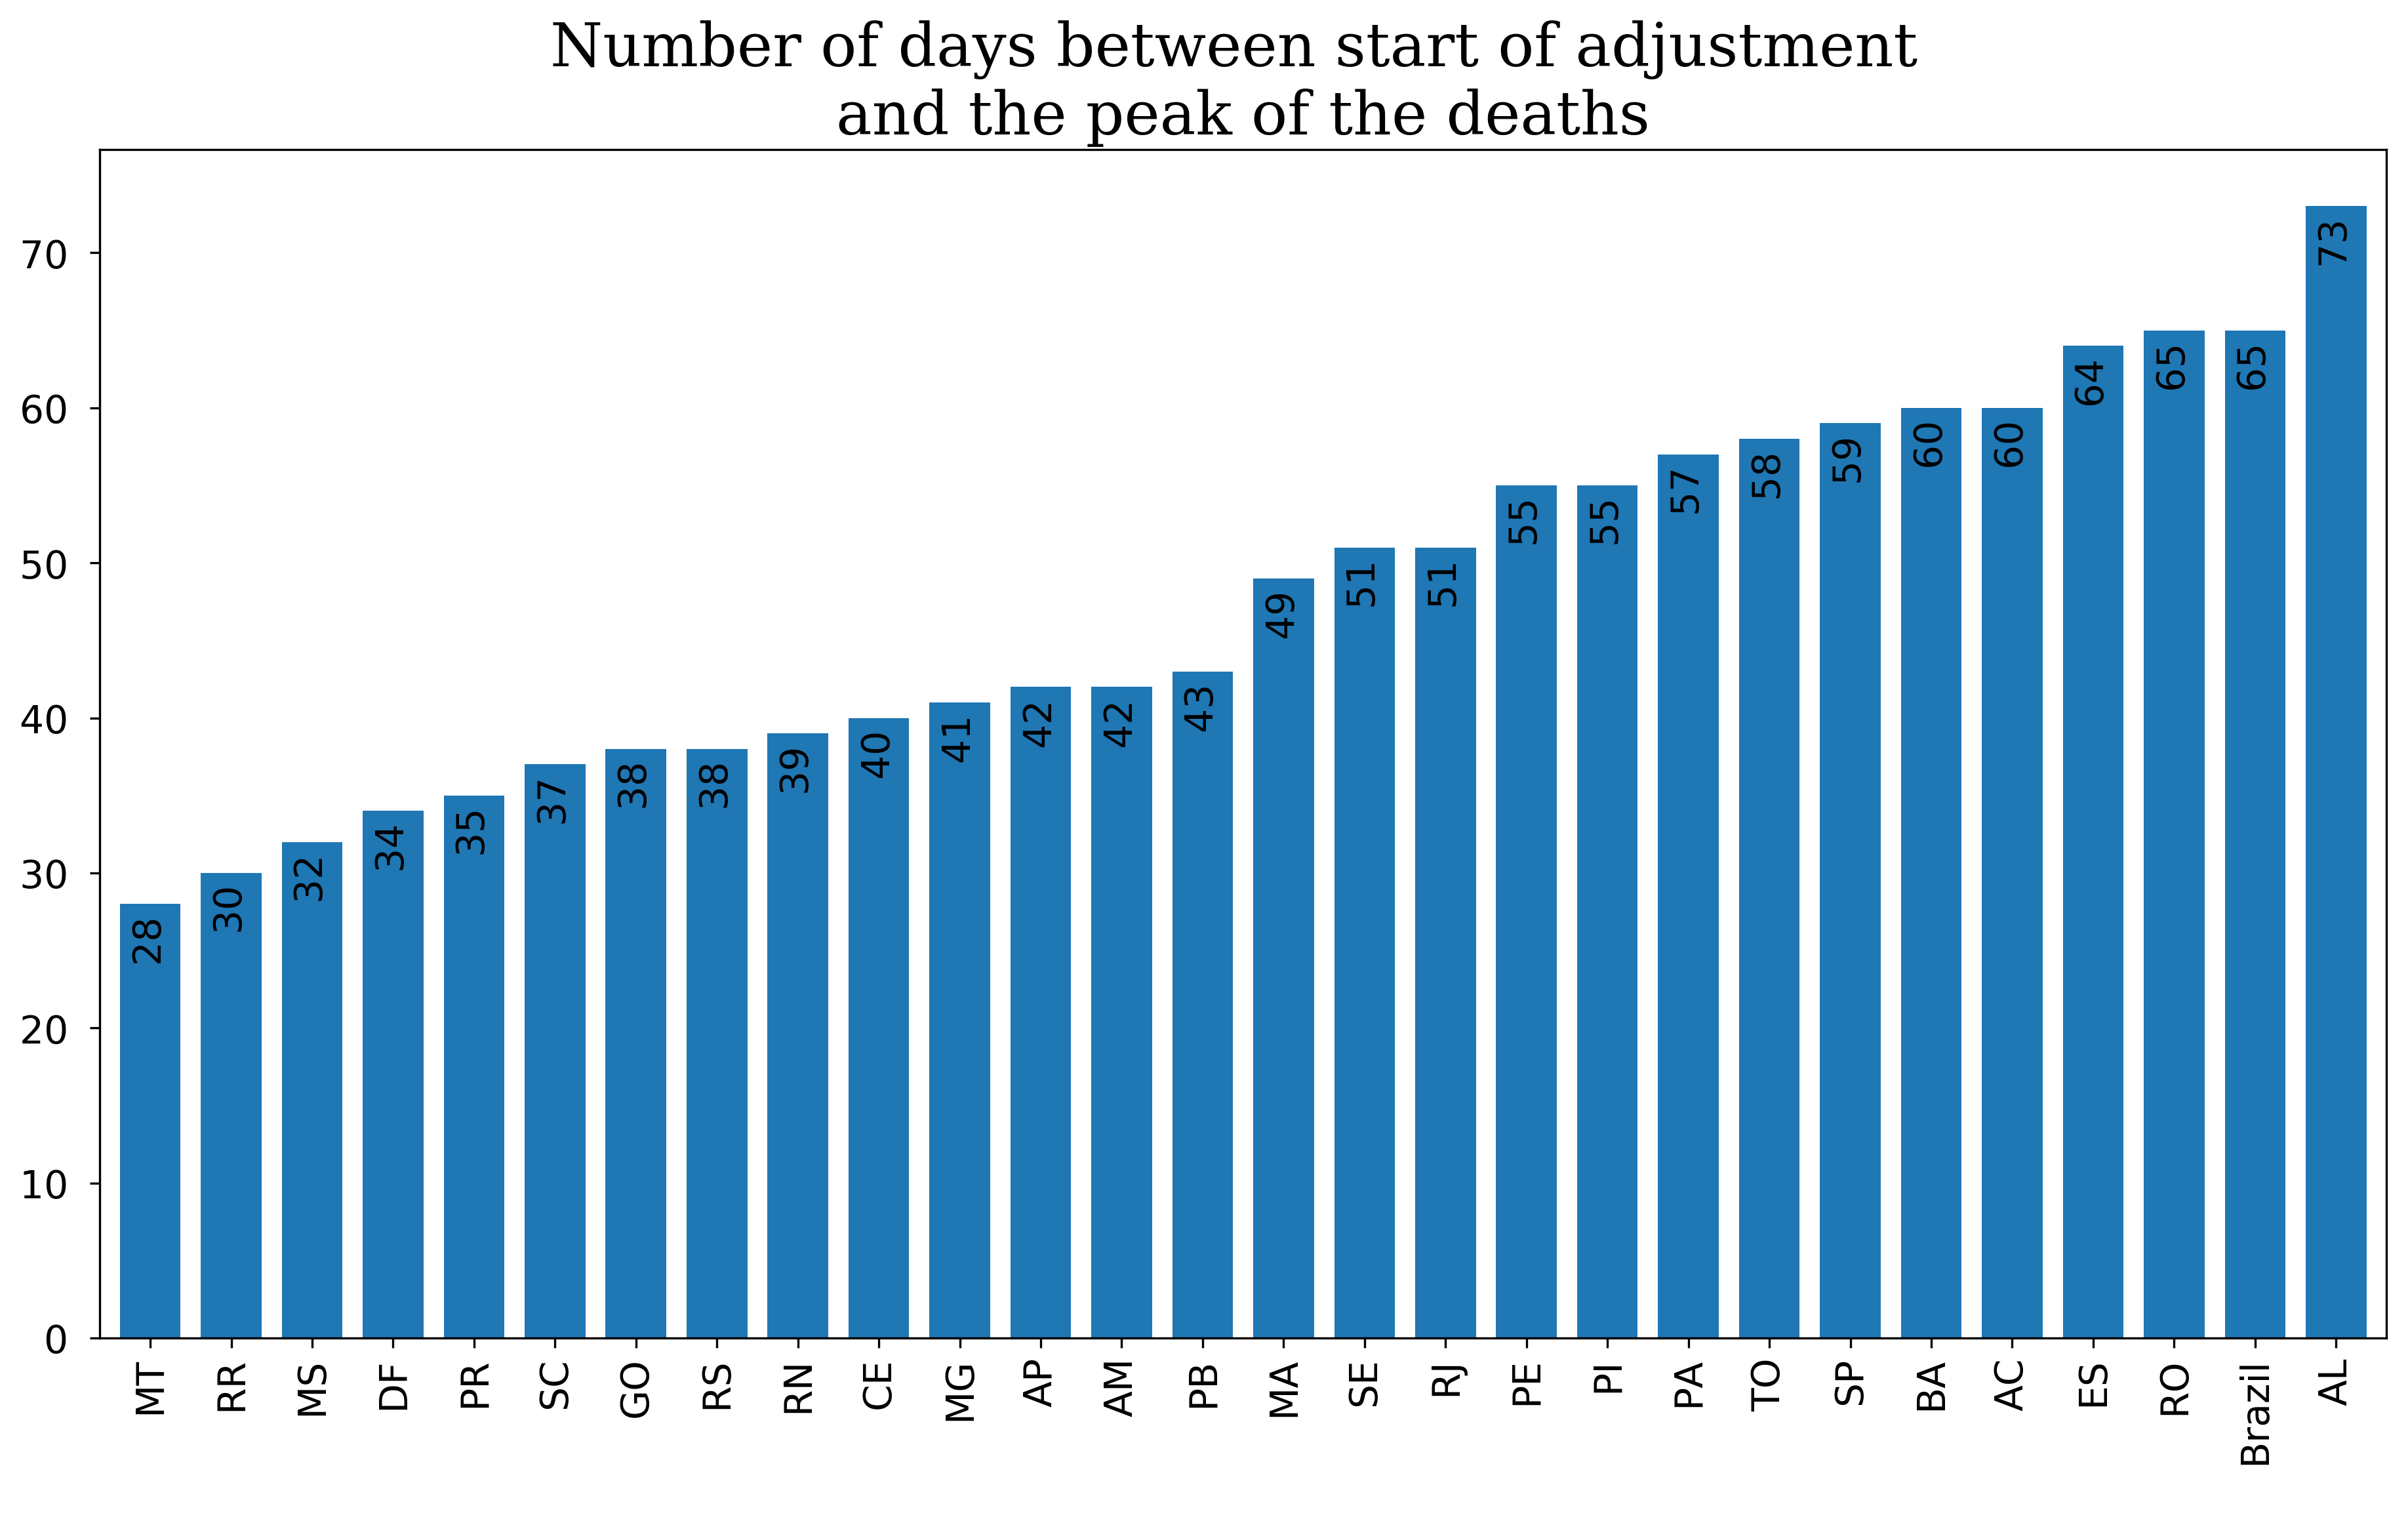 Number of days between start of adjustment
and the peak of the deaths
70
60
50
40
30
20
10
0
28
30
32
34
35
37
38
38
39
40
41
42
42
43
49
51
51
55
55
57
58
59
60
60
64
65
65
73
MT
RR
MS
DF
PR
SC
GO
RS
RN
CE
MG
AP
AM
PB
MA
SE
RJ
PE
PI
PA
TO
SP
BA
AC
ES
RO
Brazil
AL